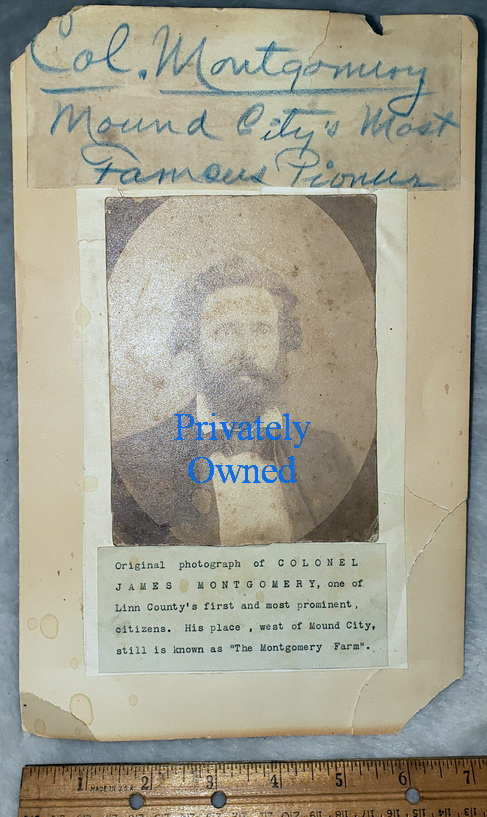 Col. Montgomery
Mound City's Most
Famous Pioneer
Privately
Owned
Original photograph of COLONEL
JAMES MONTGOMERY, one of
Linn County's first and most prominent,
citizens. His place , west of Mound City,
still is known as "The Montgomery Farm".
1 2 3 4 5 6 7
MADE IN U.S.A.